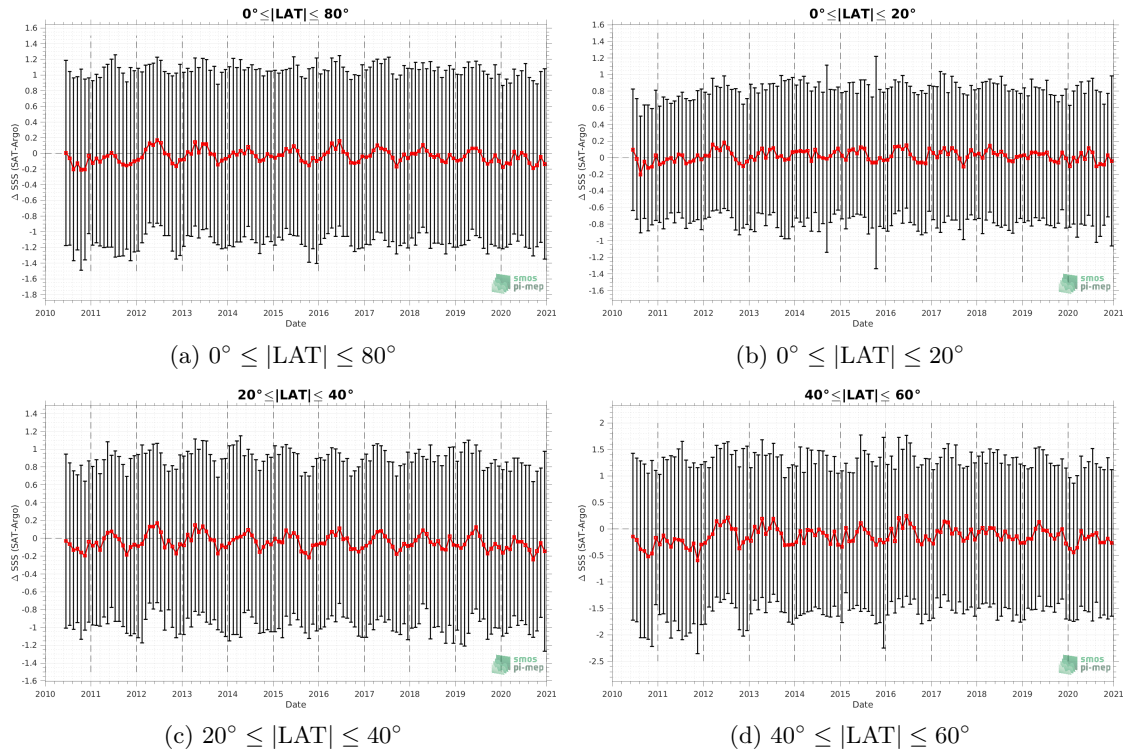 0°≤|LAT|≤ 80°
1.6
1.4
1.2
1
0.8
0.6
0.4
0.2
0
-0.2
-0.4
-0.6
-0.8
-1
-1.2
-1.4
-1.6
-1.8
Δ SSS (SAT-Argo)
2010 2011 2012 2013 2014 2015 2016 2017 2018 2019 2020 2021
Date
smos
pi-mep
(a) 0° ≤ |LAT| ≤ 80°
0°≤|LAT|≤ 20°
1.6
1.4
1.2
1
0.8
0.6
0.4
0.2
0
-0.2
-0.4
-0.6
-0.8
-1
-1.2
-1.4
-1.6
Δ SSS (SAT-Argo)
2010 2011 2012 2013 2014 2015 2016 2017 2018 2019 2020 2021
Date
smos
pi-mep
(b) 0° ≤ |LAT| ≤ 20°
20°≤|LAT|≤ 40°
1.4
1.2
1
0.8
0.6
0.4
0.2
0
-0.2
-0.4
-0.6
-0.8
-1
-1.2
-1.4
-1.6
Δ SSS (SAT-Argo)
2010 2011 2012 2013 2014 2015 2016 2017 2018 2019 2020 2021
Date
smos
pi-mep
(c) 20° ≤ |LAT| ≤ 40°
40°≤|LAT|≤ 60°
2
1.5
1
0.5
0
-0.5
-1
-1.5
-2
-2.5
Δ SSS (SAT-Argo)
2010 2011 2012 2013 2014 2015 2016 2017 2018 2019 2020 2021
Date
smos
pi-mep
(d) 40° ≤ |LAT| ≤ 60°